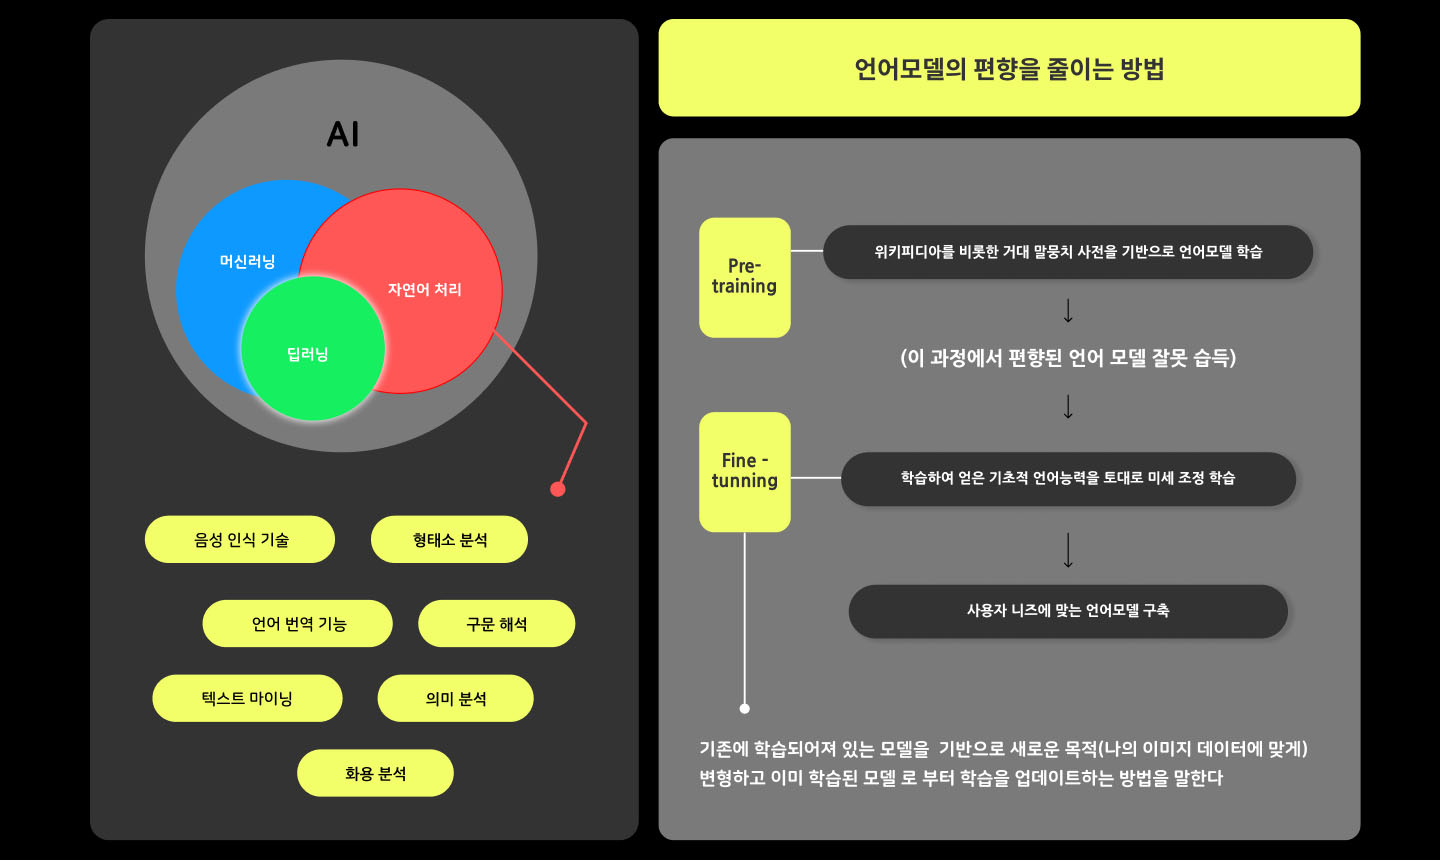 AI
머신러닝
자연어 처리
딥러닝
음성 인식 기술
형태소 분석
언어 번역 기능
구문 해석
텍스트 마이닝
의미 분석
화용 분석
언어모델의 편향을 줄이는 방법
Pre-
training
위키피디아를 비롯한 거대 말뭉치 사전을 기반으로 언어모델 학습
(이 과정에서 편향된 언어 모델 잘못 습득)
Fine -
tunning
학습하여 얻은 기초적 언어능력을 토대로 미세 조정 학습
사용자 니즈에 맞는 언어모델 구축
기존에 학습되어져 있는 모델을  기반으로 새로운 목적(나의 이미지 데이터에 맞게)
변형하고 이미 학습된 모델 로 부터 학습을 업데이트하는 방법을 말한다